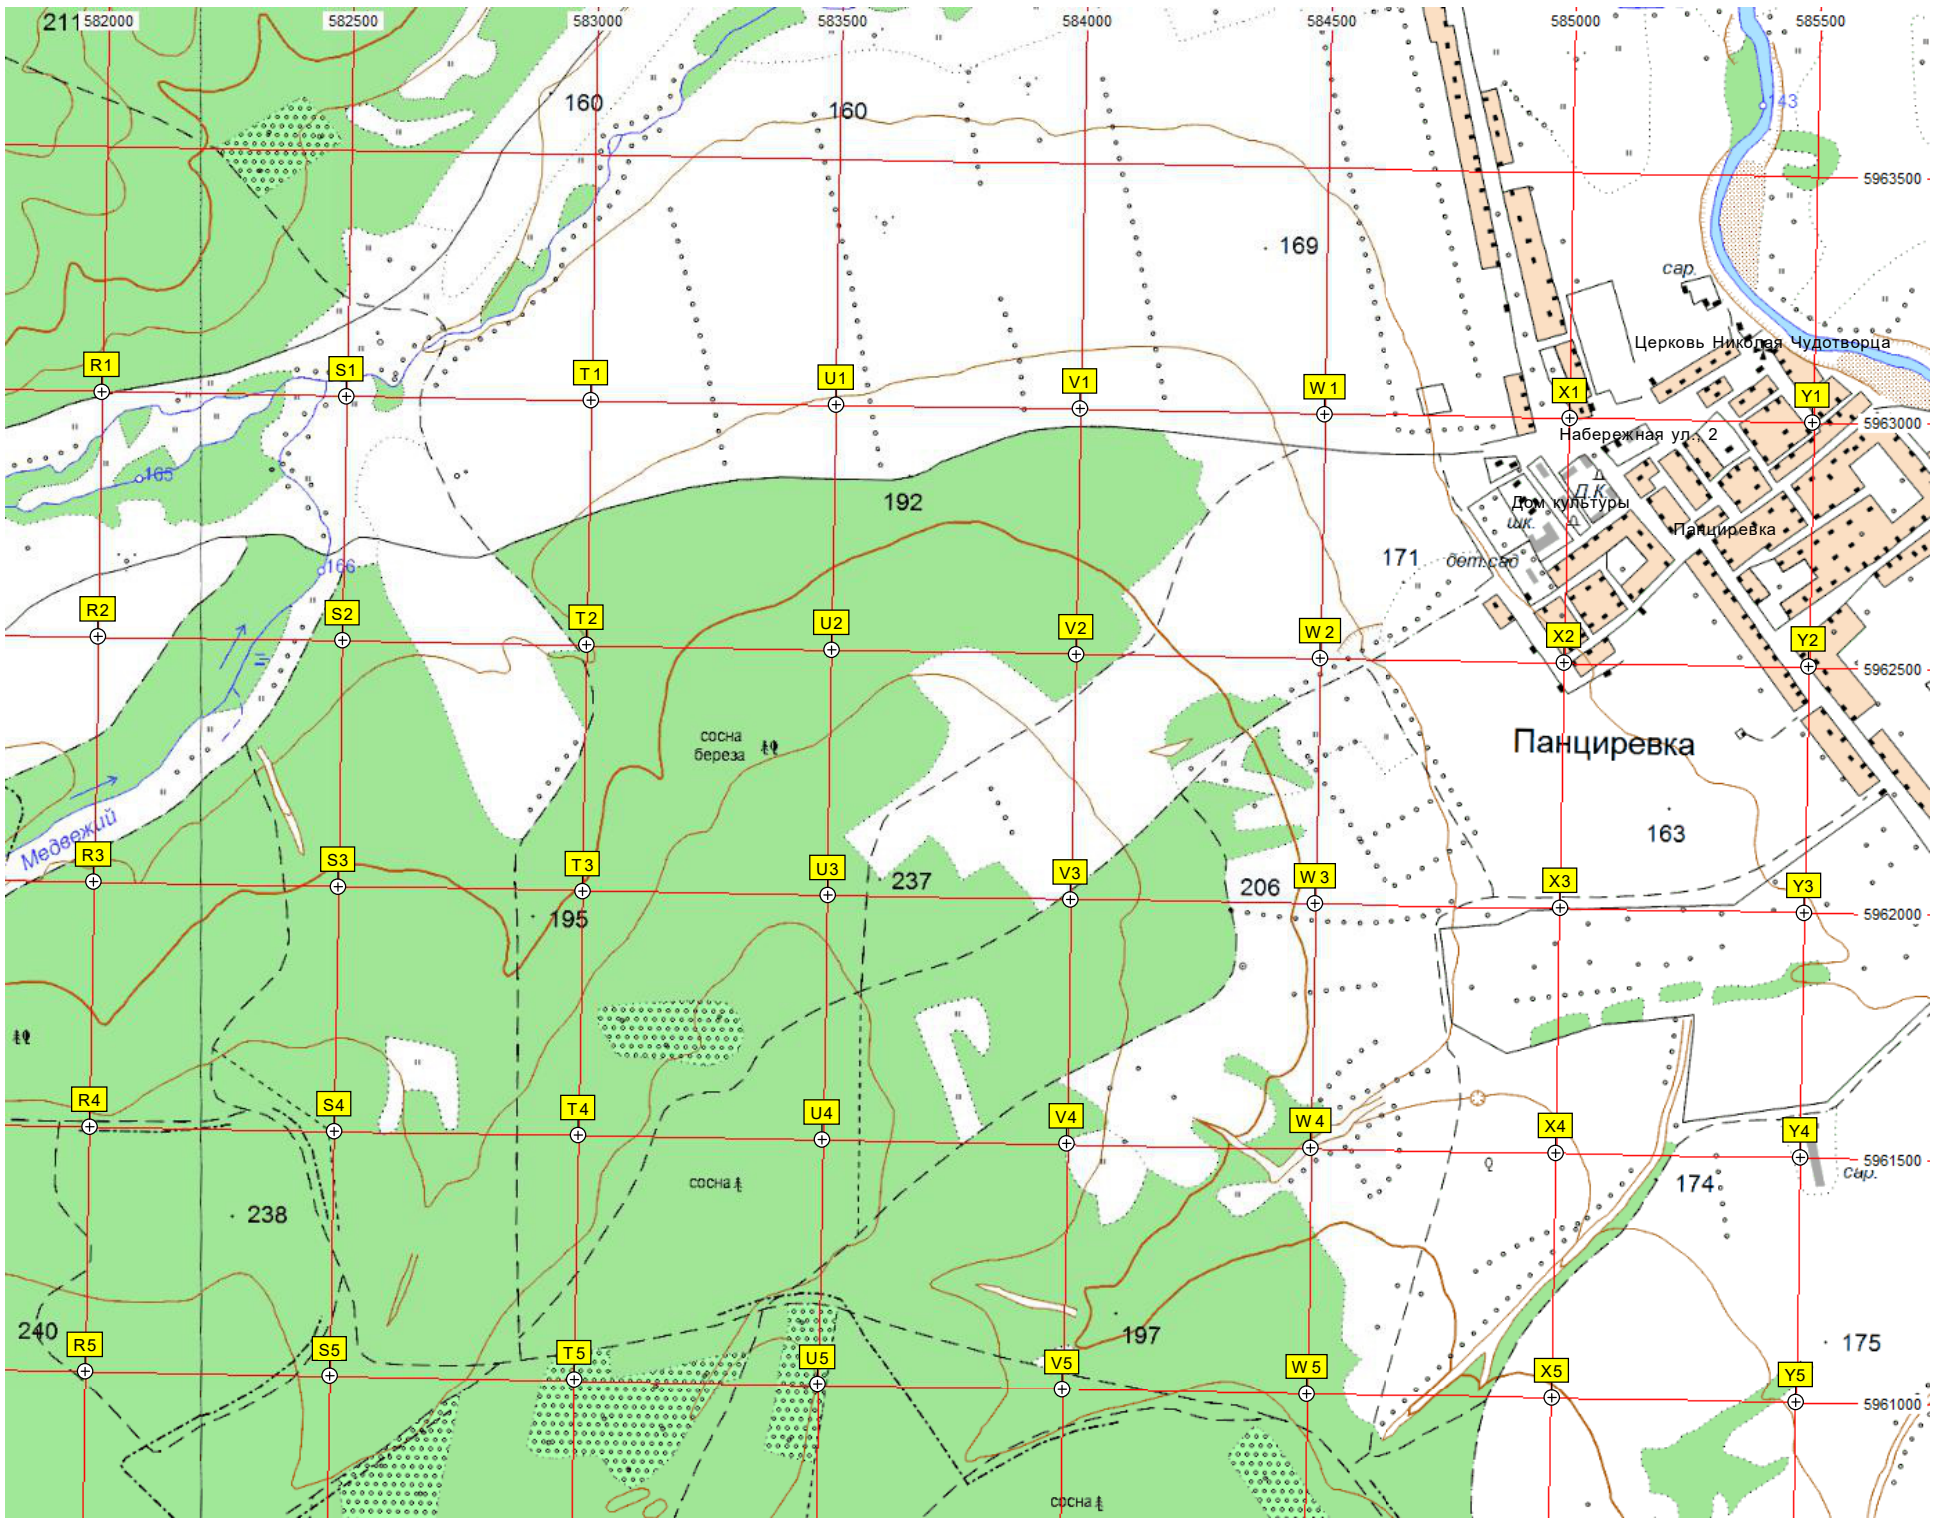 211
582000
582500
583000
583500
584000
584500
585000
585500
160
160
143
5963500
169
сар.
Церковь Николая Чудотворца
R1
S1
T1
U1
V1
W1
X1
Y1
5963000
Набережная ул., 2
165
192
Д.К.
Дом культуры
шк.
Панциревка
171
дет.сад
166
R2
S2
T2
U2
V2
W2
X2
Y2
5962500
сосна
береза
Панциревка
Медвежий
163
R3
S3
T3
U3
237
V3
206
W3
X3
Y3
5962000
195
R4
S4
T4
U4
V4
W4
X4
Y4
5961500
сосна
174
сар.
238
240
197
175
R5
S5
T5
U5
V5
W5
X5
Y5
5961000
сосна